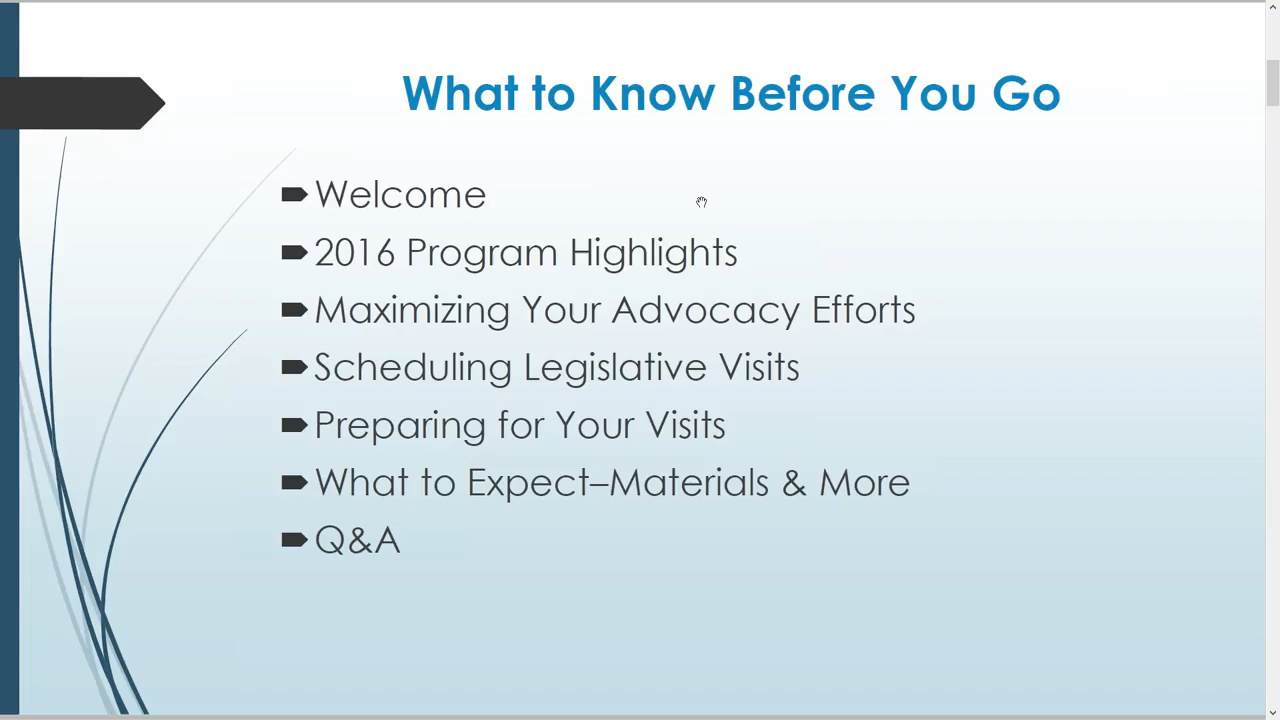 What to Know Before You Go
Welcome
2016 Program Highlights
Maximizing Your Advocacy Efforts
Scheduling Legislative Visits
Preparing for Your Visits
What to Expect–Materials & More
Q&A